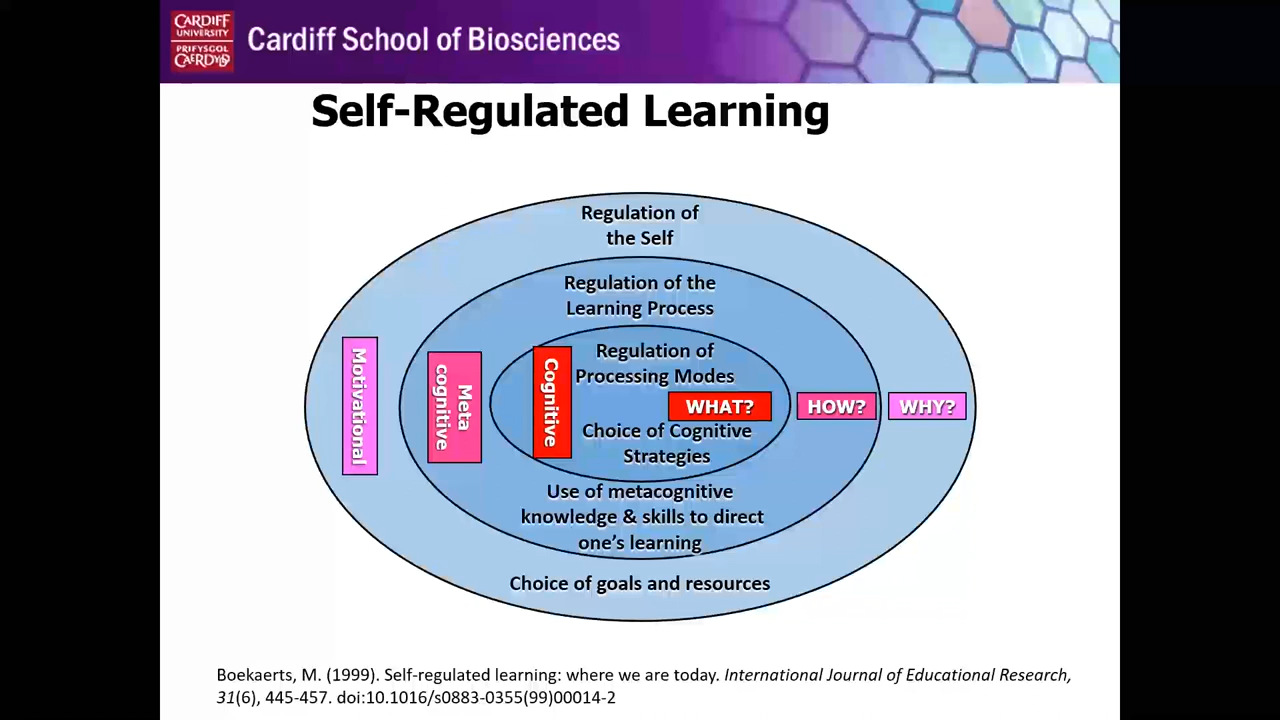 CARDIFF
UNIVERSITY
PRIFYSGOL
CAERDYDD
Cardiff School of Biosciences
Self-Regulated Learning
Regulation of
the Self
Regulation of the
Learning Process
Regulation of
Processing Modes
Motivational
Meta
cognitive
Cognitive
WHAT?
HOW?
WHY?
Choice of Cognitive
Strategies
Use of metacognitive
knowledge & skills to direct
one's learning
Choice of goals and resources
Boekaerts, M. (1999). Self-regulated learning: where we are today. International Journal of Educational Research,
31(6), 445-457. doi:10.1016/s0883-0355(99)00014-2